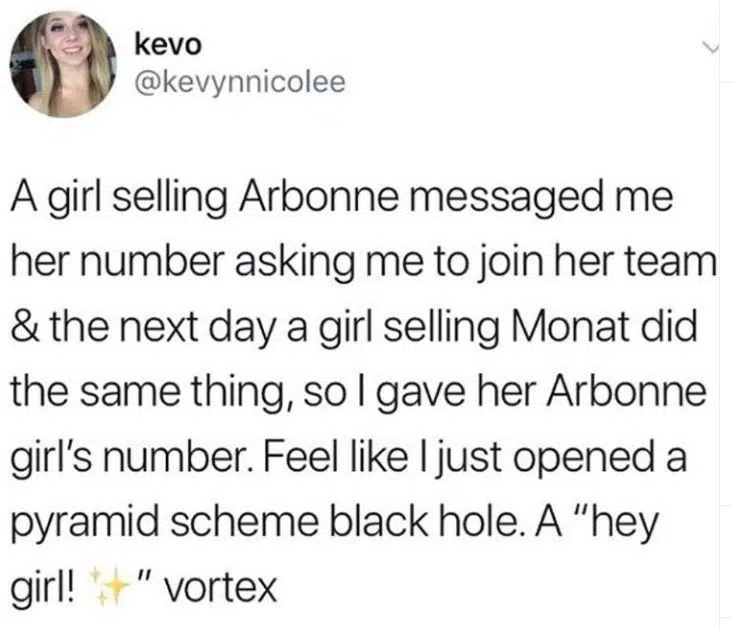 kevo
@kevynnicolee
A girl selling Arbonne messaged me
her number asking me to join her team
& the next day a girl selling Monat did
the same thing, so I gave her Arbonne
girl's number. Feel like I just opened a
pyramid scheme black hole. A "hey
girl! ✨" vortex